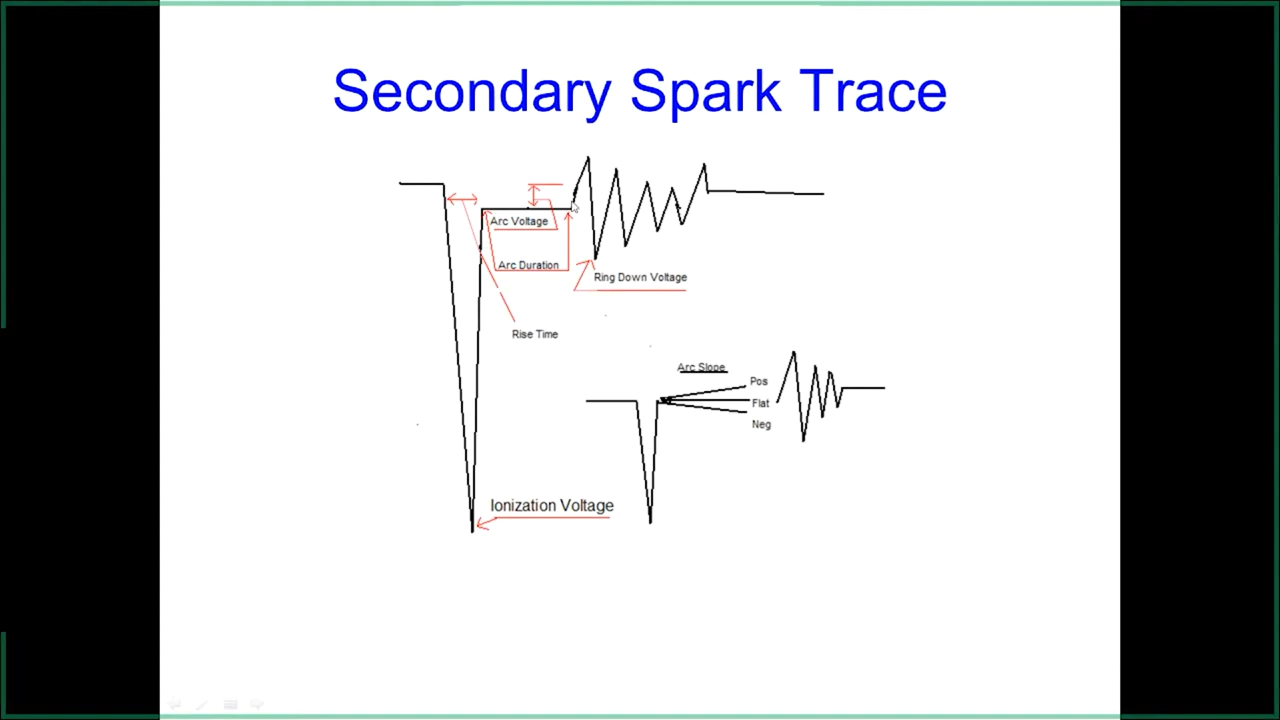 Secondary Spark Trace
Arc Voltage
Arc Duration
Ring Down Voltage
Rise Time
Arc Slope
Pos
Flat
Neg
Ionization Voltage